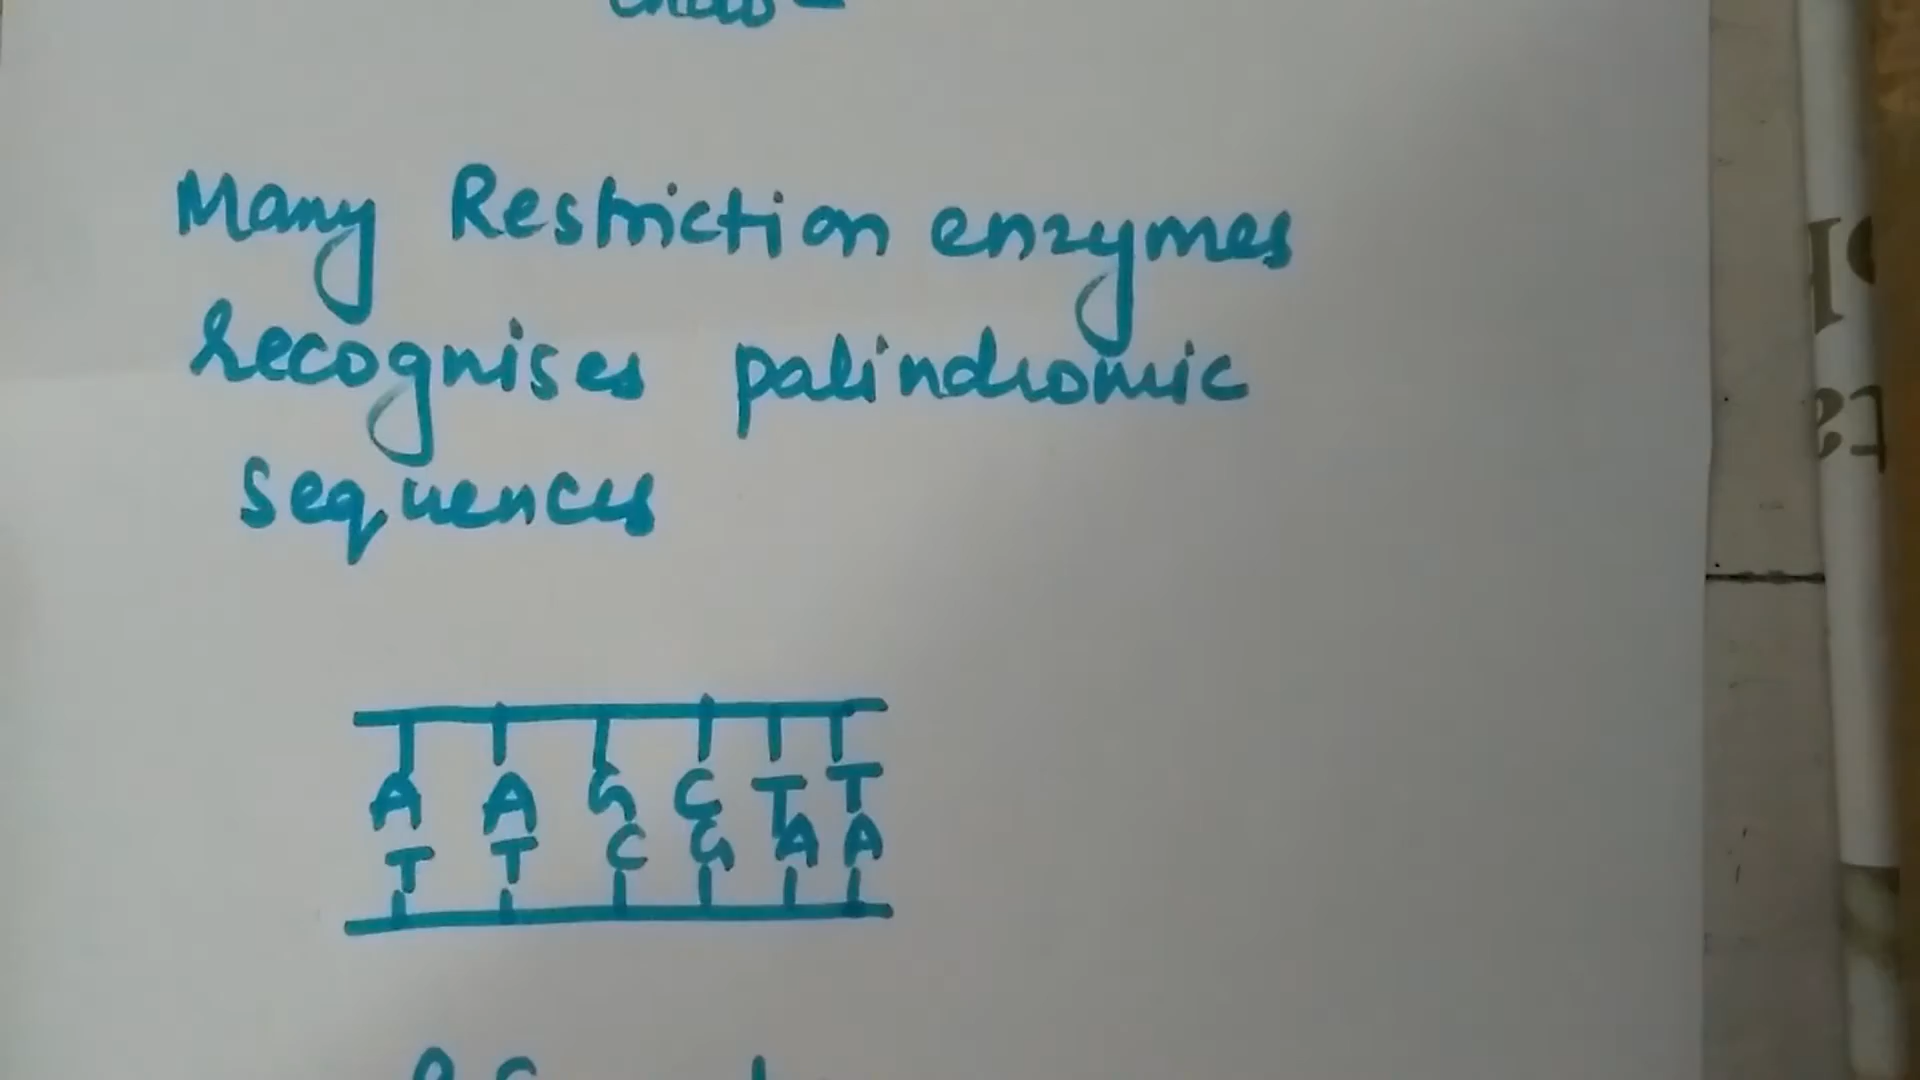 Many Restriction enzymes
recognises palindromic
sequences
A A G C T T
T T C G A A